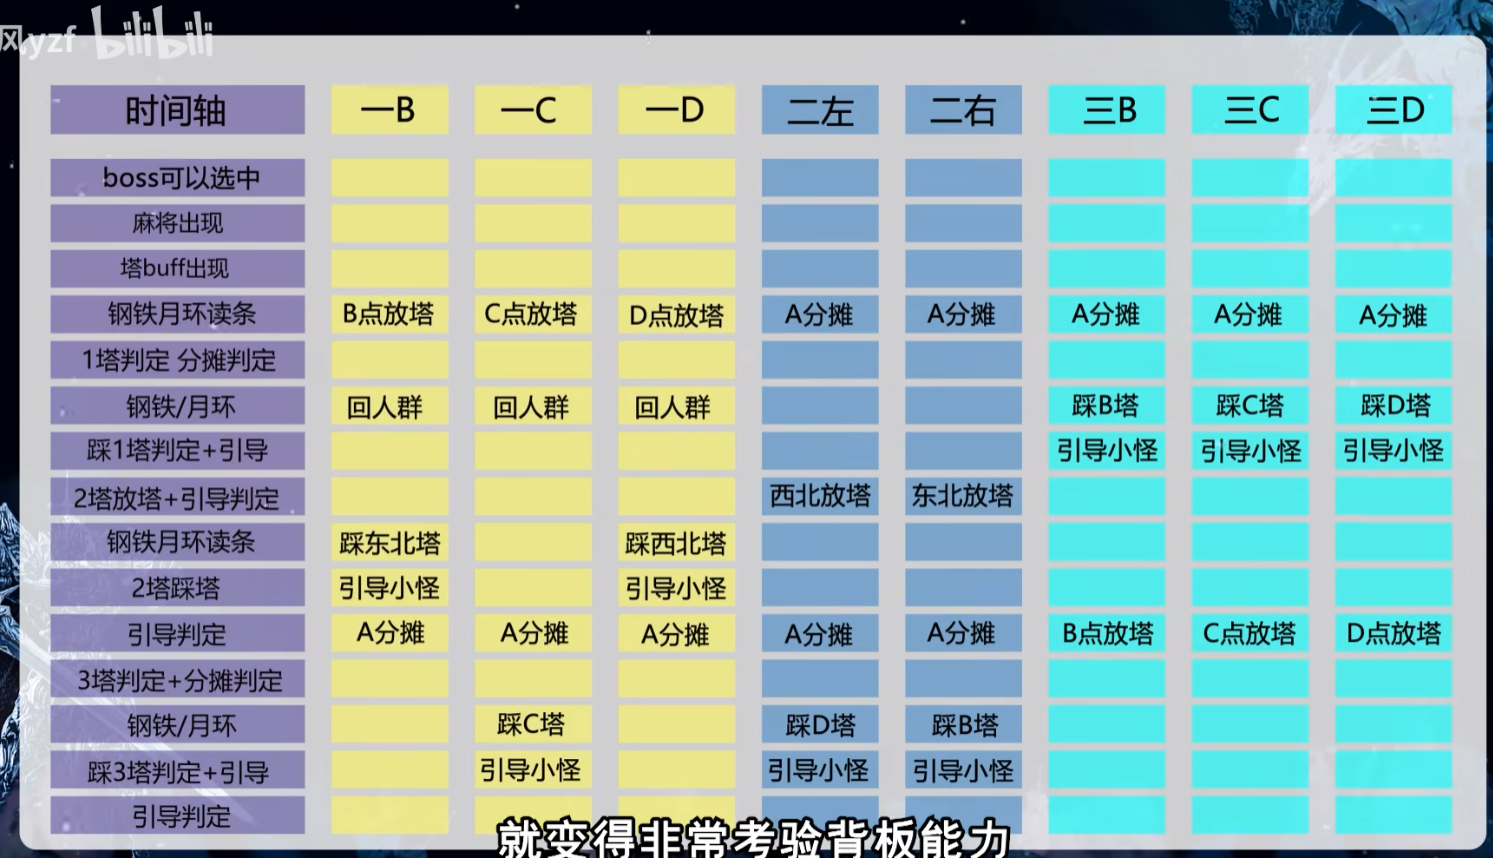 风yzf bilibili
时间轴 一B 一C 一D 二左 二右 三B 三C 三D
boss可以选中
麻将出现
塔buff出现
钢铁月环读条 B点放塔 C点放塔 D点放塔 A分摊 A分摊 A分摊 A分摊 A分摊
1塔判定 分摊判定
钢铁/月环 回人群 回人群 回人群 踩B塔 踩C塔 踩D塔
踩1塔判定+引导 引导小怪 引导小怪 引导小怪
2塔放塔+引导判定 西北放塔 东北放塔
钢铁月环读条 踩东北塔 踩西北塔
2塔踩塔 引导小怪 引导小怪
引导判定 A分摊 A分摊 A分摊 A分摊 A分摊 B点放塔 C点放塔 D点放塔
3塔判定+分摊判定
钢铁/月环 踩C塔 踩D塔 踩B塔
踩3塔判定+引导 引导小怪 引导小怪 引导小怪
引导判定
就变得非常考验背板能力